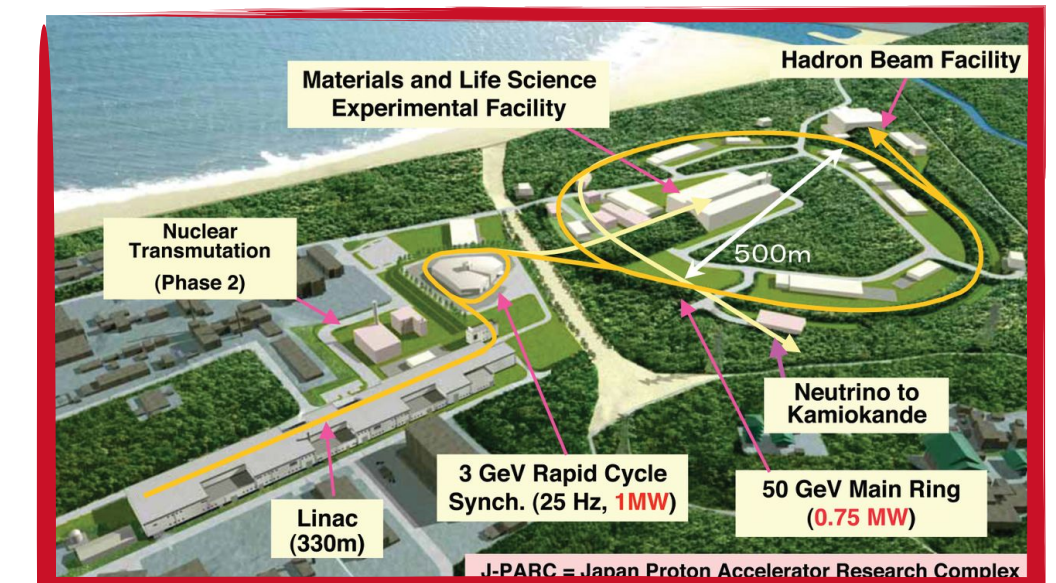 Hadron Beam Facility
Materials and Life Science
Experimental Facility
Nuclear
Transmutation
(Phase 2)
500m
Neutrino to
Kamiokande
3 GeV Rapid Cycle
Synch. (25 Hz, 1MW)
50 GeV Main Ring
(0.75 MW)
Linac
(330m)
J-PARC = Japan Proton Accelerator Research Complex